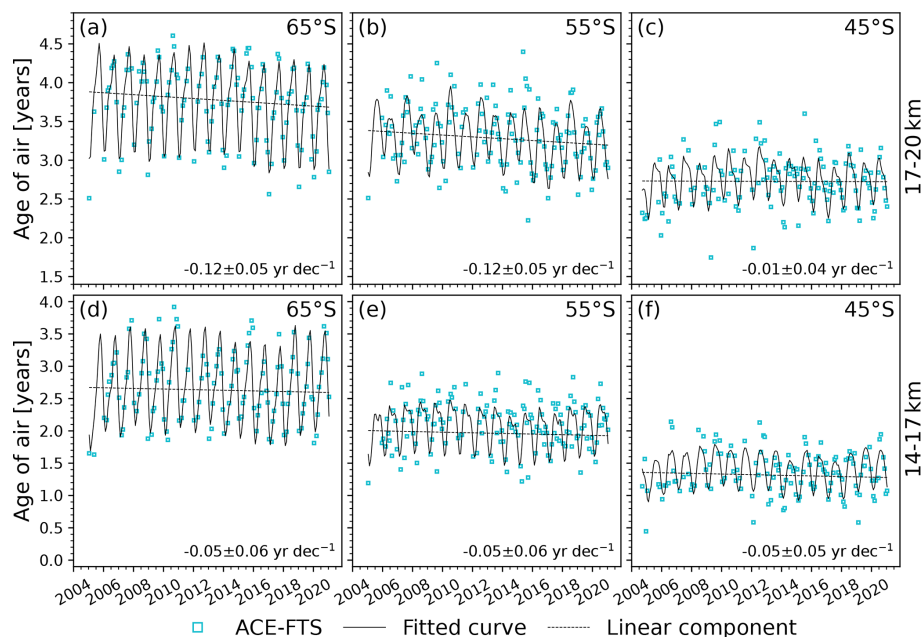 (a) 65°S
(b) 55°S
(c) 45°S
Age of air [years]
4.5
4.0
3.5
3.0
2.5
2.0
1.5
-0.12±0.05 yr dec⁻¹
-0.12±0.05 yr dec⁻¹
-0.01±0.04 yr dec⁻¹
17-20 km
(d) 65°S
(e) 55°S
(f) 45°S
Age of air [years]
4.0
3.5
3.0
2.5
2.0
1.5
1.0
0.5
0.0
-0.05±0.06 yr dec⁻¹
-0.05±0.06 yr dec⁻¹
-0.05±0.05 yr dec⁻¹
14-17 km
2004 2006 2008 2010 2012 2014 2016 2018 2020
2004 2006 2008 2010 2012 2014 2016 2018 2020
2004 2006 2008 2010 2012 2014 2016 2018 2020
ACE-FTS Fitted curve Linear component